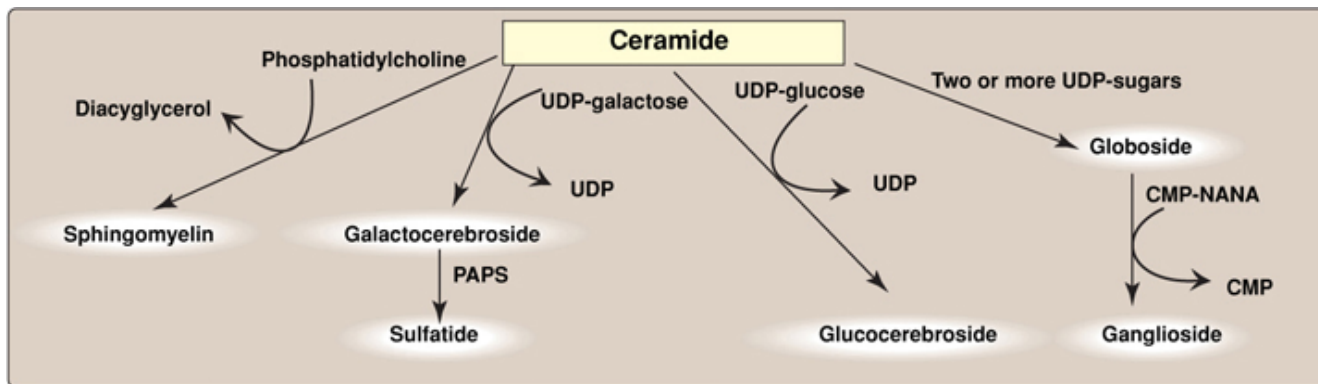 Ceramide
Phosphatidylcholine
Diacyglycerol
Sphingomyelin
UDP-galactose
UDP
Galactocerebroside
PAPS
Sulfatide
UDP-glucose
UDP
Glucocerebroside
Two or more UDP-sugars
Globoside
CMP-NANA
CMP
Ganglioside